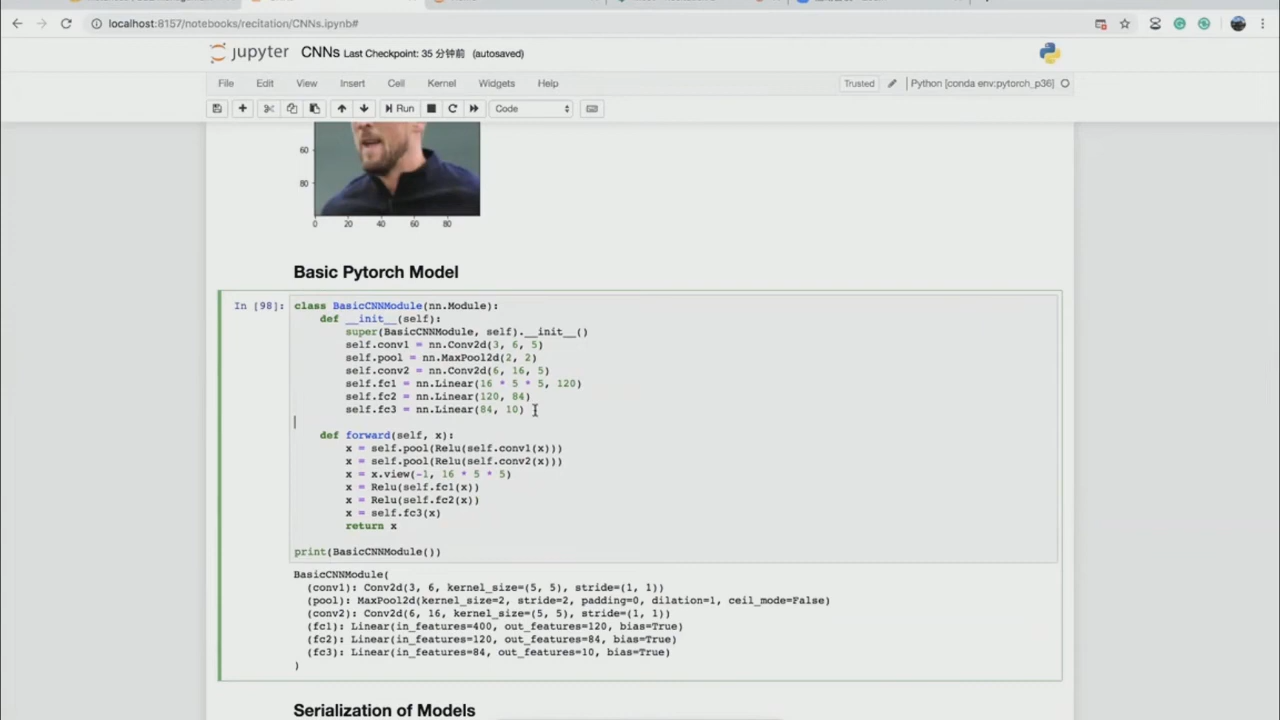 localhost:8157/notebooks/recitation/CNNs.ipynb#
jupyter CNNs Last Checkpoint: 35 分钟前 (autosaved)
File Edit View Insert Cell Kernel Widgets Help
Trusted Python [conda env:pytorch_p36]
Run Code
60
80
0 20 40 60 80
Basic Pytorch Model
In [98]: class BasicCNNModule(nn.Module):
def __init__(self):
super(BasicCNNModule, self).__init__()
self.conv1 = nn.Conv2d(3, 6, 5)
self.pool = nn.MaxPool2d(2, 2)
self.conv2 = nn.Conv2d(6, 16, 5)
self.fc1 = nn.Linear(16 * 5 * 5, 120)
self.fc2 = nn.Linear(120, 84)
self.fc3 = nn.Linear(84, 10)
def forward(self, x):
x = self.pool(Relu(self.conv1(x)))
x = self.pool(Relu(self.conv2(x)))
x = x.view(-1, 16 * 5 * 5)
x = Relu(self.fc1(x))
x = Relu(self.fc2(x))
x = self.fc3(x)
return x
print(BasicCNNModule())
BasicCNNModule(
(conv1): Conv2d(3, 6, kernel_size=(5, 5), stride=(1, 1))
(pool): MaxPool2d(kernel_size=2, stride=2, padding=0, dilation=1, ceil_mode=False)
(conv2): Conv2d(6, 16, kernel_size=(5, 5), stride=(1, 1))
(fc1): Linear(in_features=400, out_features=120, bias=True)
(fc2): Linear(in_features=120, out_features=84, bias=True)
(fc3): Linear(in_features=84, out_features=10, bias=True)
)
Serialization of Models